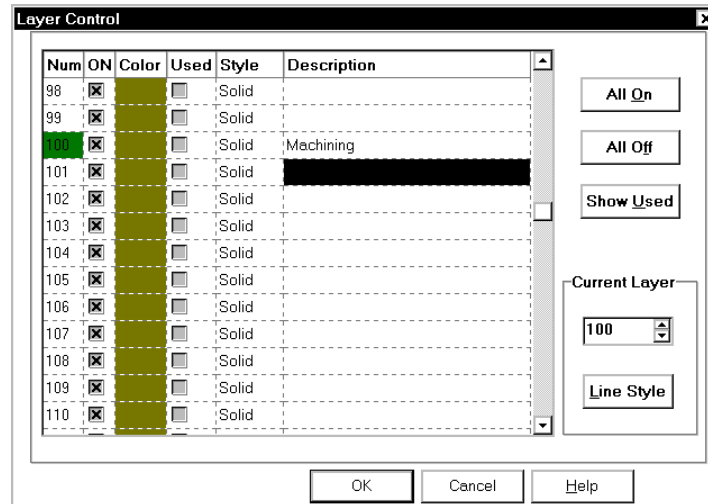 Layer Control
Num ON Color Used Style Description
98 Solid
99 Solid
100 Solid Machining
101 Solid
102 Solid
103 Solid
104 Solid
105 Solid
106 Solid
107 Solid
108 Solid
109 Solid
110 Solid
All On
All Off
Show Used
Current Layer
100
Line Style
OK Cancel Help